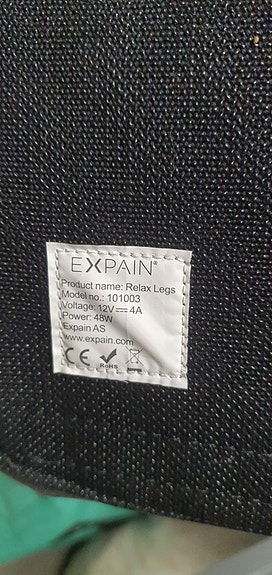 EXPAIN®
Product name: Relax Legs
Model no.: 101003
Voltage: 12V⎓4A
Power: 48W
Expain AS
www.expain.com
CE RoHS